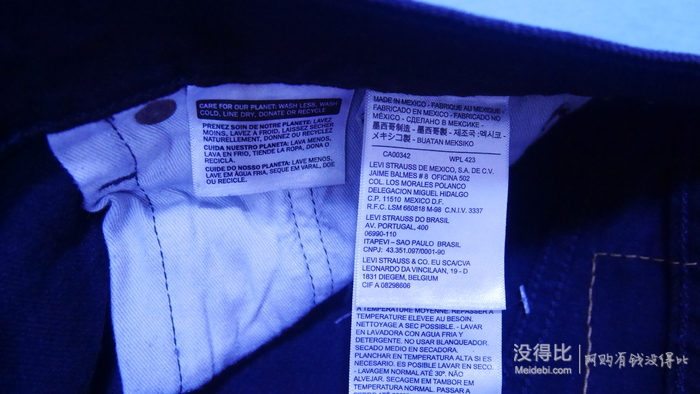 CARE FOR OUR PLANET: WASH LESS, WASH
COLD, LINE DRY, DONATE OR RECYCLE
PRENEZ SOIN DE NOTRE PLANETE: LAVEZ
MOINS, LAVEZ A FROID, LAISSEZ SECHER
NATURELLEMENT, DONNEZ OU RECYCLEZ
CUIDA NUESTRO PLANETA: LAVA MENOS,
LAVA EN FRIO, TIENDE LA ROPA, DONA O
RECICLA.
CUIDE DO NOSSO PLANETA: LAVE MENOS,
LAVE EM ÁGUA FRIA, SEQUE EM VARAL, DOE
OU RECICLE.
MADE IN MEXICO - FABRIQUE AU MEXIQUE -
FABRICADO EN MEXICO - FABRICADO NO
MÉXICO - СДЕЛАНО В МЕКСИКЕ -
墨西哥制造 - 墨西哥製 - 제조국 :멕시코 -
メキシコ製 - BUATAN MEKSIKO
CA00342 WPL 423
LEVI STRAUSS DE MEXICO, S.A. DE C.V.
JAIME BALMES # 8 OFICINA 502
COL. LOS MORALES POLANCO
DELEGACION MIGUEL HIDALGO
C.P. 11510 MEXICO D.F.
R.F.C. LSM 660818 M-98 C.N.I.V. 3337
LEVI STRAUSS DO BRASIL
AV. PORTUGAL, 400
06990-110
ITAPEVI – SAO PAULO BRASIL
CNPJ: 43.351.097/0001-90
LEVI STRAUSS & CO. EU SCA/CVA
LEONARDO DA VINCILAAN, 19 - D
1831 DIEGEM, BELGIUM
CIF A 08298606
A TEMPERATURE MOYENNE. REPASSER A
TEMPERATURE ELEVEE AU BESOIN.
NETTOYAGE A SEC POSSIBLE. - LAVAR
EN LAVADORA CON AGUA FRIA Y
DETERGENTE. NO USAR BLANQUEADOR.
SECADO MEDIO EN SECADORA.
PLANCHAR EN TEMPERATURA ALTA SI ES
NECESARIO. ES POSIBLE LAVAR EN SECO.
- LAVAGEM NORMAL ATÉ 30º. NÃO
ALVEJAR. SECAGEM EM TAMBOR EM
TEMPERATURA NORMAL. PASSAR A
没得比 阿购有钱没得比
Meidebi.com